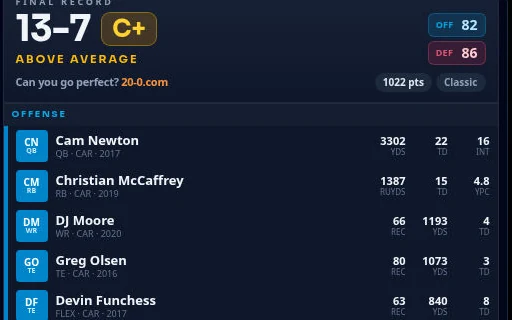 FINAL RECORD
13-7 C+
OFF 82
DEF 86
ABOVE AVERAGE
Can you go perfect? 20-0.com
1022 pts Classic
OFFENSE
CN QB Cam Newton 3302 22 16
QB · CAR · 2017 YDS TD INT
CM RB Christian McCaffrey 1387 15 4.8
RB · CAR · 2019 RUYDS TD YPC
DM WR DJ Moore 66 1193 4
WR · CAR · 2020 REC YDS TD
GO TE Greg Olsen 80 1073 3
TE · CAR · 2016 REC YDS TD
DF TE Devin Funchess 63 840 8
FLEX · CAR · 2017 REC YDS TD